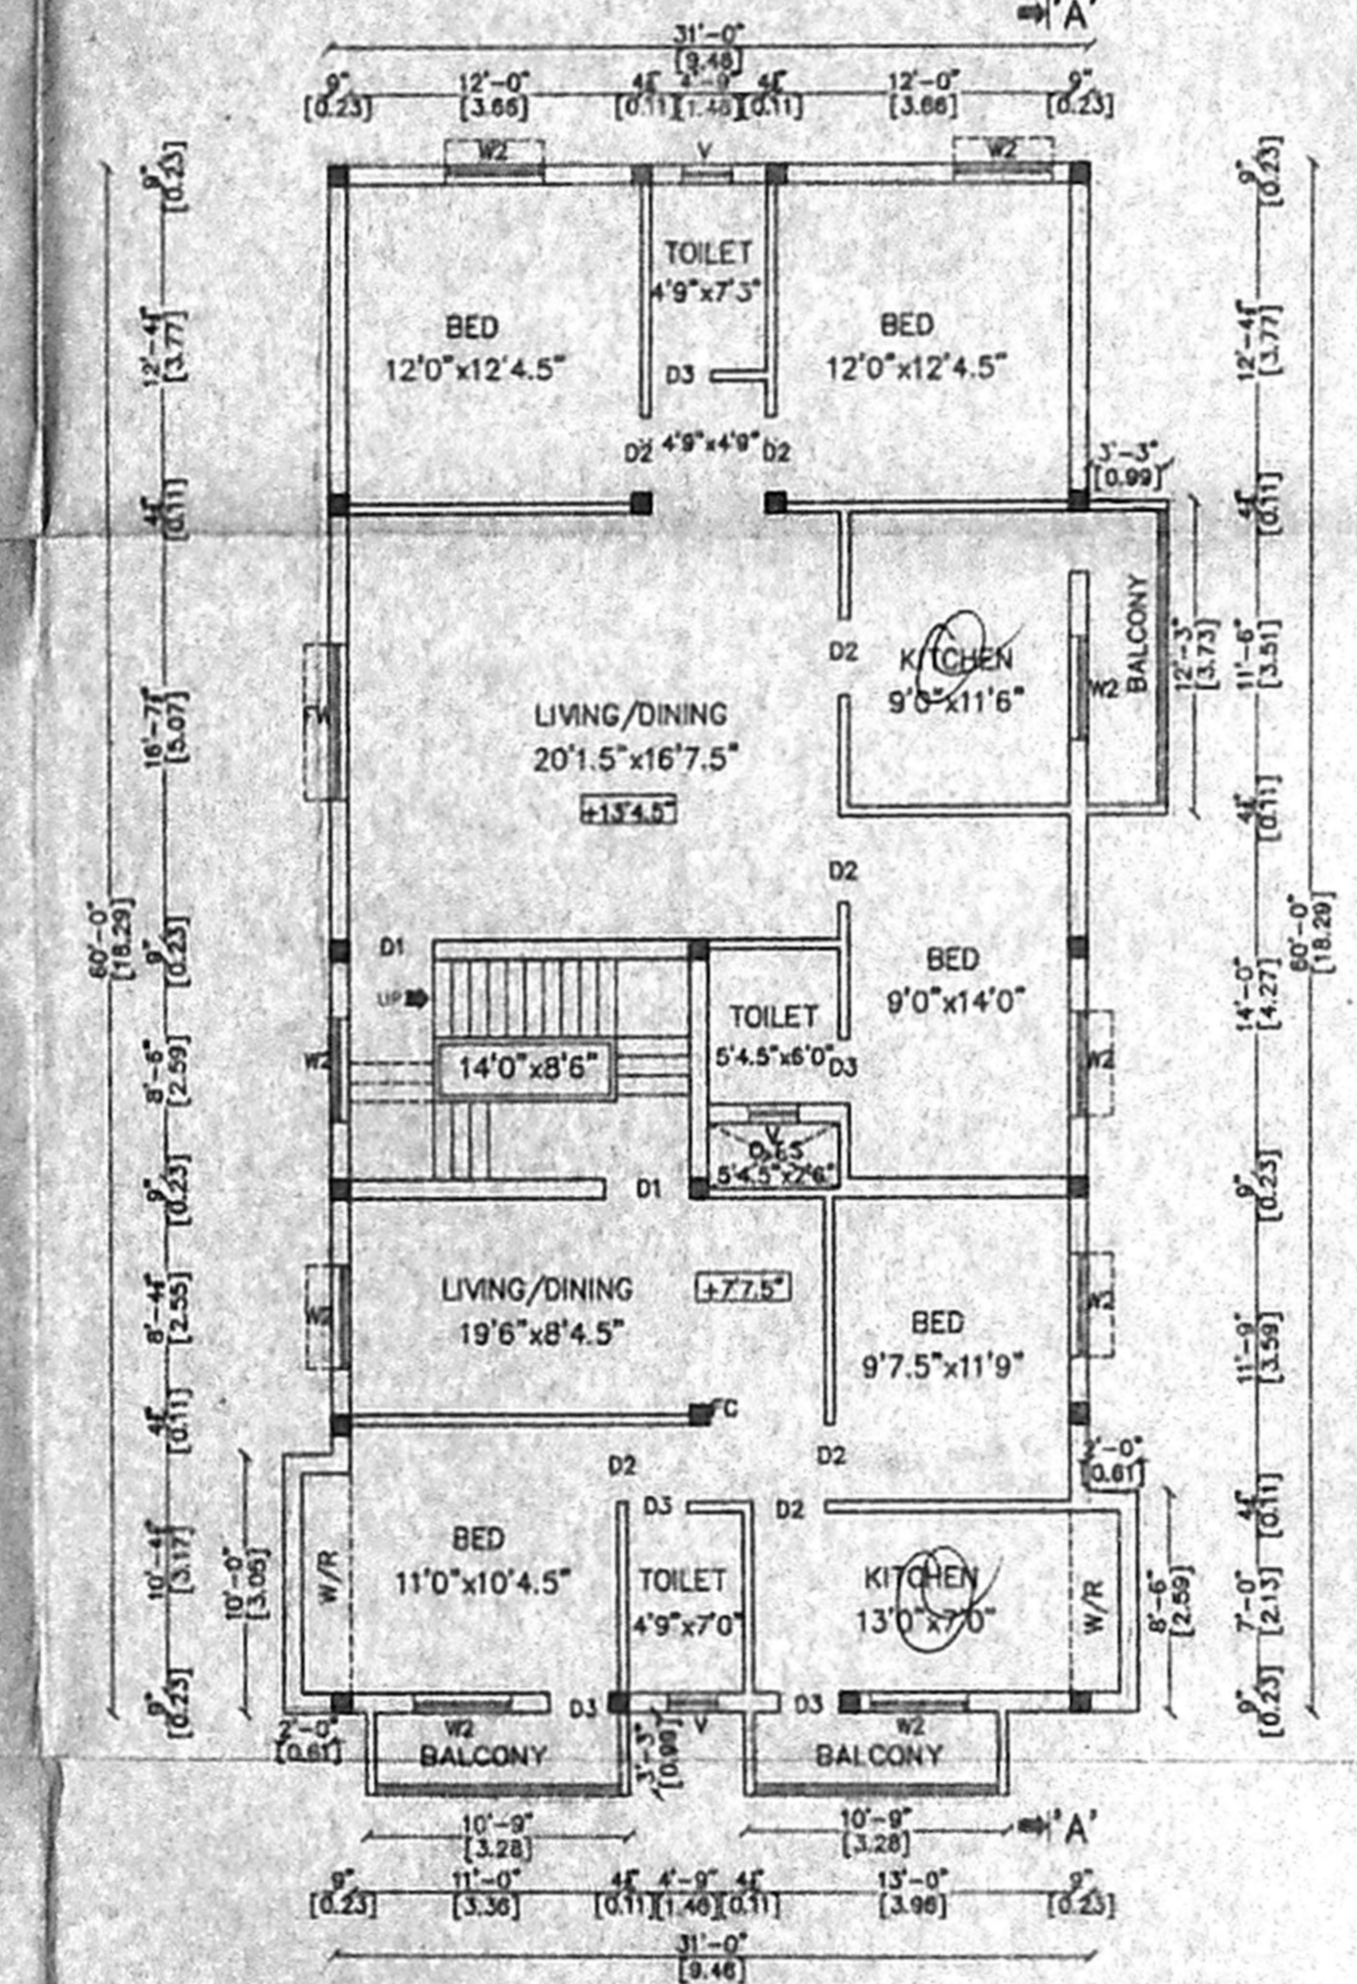 'A'
31'-0"
[9.46]
9" 12'-0" 4½" 4'-9" 4½" 12'-0" 9"
[0.23] [3.66] [0.11] [1.46] [0.11] [3.66] [0.23]
W2 V W2
9"
[0.23]
9"
[0.23]
TOILET
4'9"x7'3"
BED
12'0"x12'4.5"
BED
12'0"x12'4.5"
D3
12'-4½"
[3.77]
12'-4½"
[3.77]
D2 4'9"x4'9" D2
3'-3"
[0.99]
4½"
[0.11]
4½"
[0.11]
D2
KITCHEN
9'0"x11'6"
W2
BALCONY
12'-3"
[3.73]
11'-6"
[3.51]
FW
LIVING/DINING
20'1.5"x16'7.5"
+13'4.5"
16'-7½"
[5.07]
4½"
[0.11]
D2
60'-0"
[18.29]
60'-0"
[18.29]
9"
[0.23]
D1
UP
BED
9'0"x14'0"
14'-0"
[4.27]
TOILET
5'4.5"x6'0"
D3
W2
14'0"x8'6"
W2
8'-6"
[2.59]
V
5'4.5"x2'6"
9"
[0.23]
D1
9"
[0.23]
LIVING/DINING
19'6"x8'4.5"
+7'7.5"
8'-4½"
[2.55]
BED
9'7.5"x11'9"
11'-9"
[3.59]
FC
4½"
[0.11]
D2
D2
2'-0"
[0.61]
D3
D2
4½"
[0.11]
BED
11'0"x10'4.5"
TOILET
4'9"x7'0"
KITCHEN
13'0"x7'0"
W/R
W/R
10'-4½"
[3.17]
10'-0"
[3.05]
8'-6"
[2.59]
7'-0"
[2.13]
9"
[0.23]
9"
[0.23]
2'-0"
[0.61]
W2 D3 V D3 W2
BALCONY
3'-3"
[0.99]
BALCONY
10'-9"
[3.28]
10'-9"
[3.28]
'A'
9" 11'-0" 4½" 4'-9" 4½" 13'-0" 9"
[0.23] [3.36] [0.11] [1.46] [0.11] [3.96] [0.23]
31'-0"
[9.46]